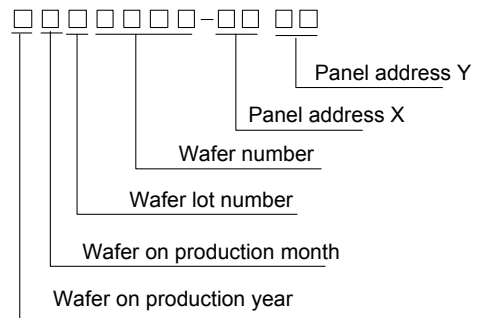 □□□□□□□–□□ □□
Panel address Y
Panel address X
Wafer number
Wafer lot number
Wafer on production month
Wafer on production year